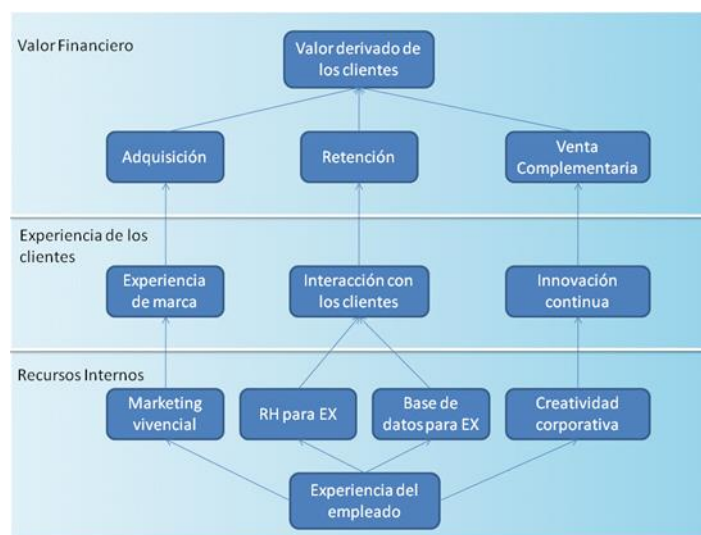 Valor Financiero
Valor derivado de
los clientes
Adquisición
Retención
Venta
Complementaria
Experiencia de los
clientes
Experiencia
de marca
Interacción con
los clientes
Innovación
continua
Recursos Internos
Marketing
vivencial
RH para EX
Base de
datos para EX
Creatividad
corporativa
Experiencia del
empleado